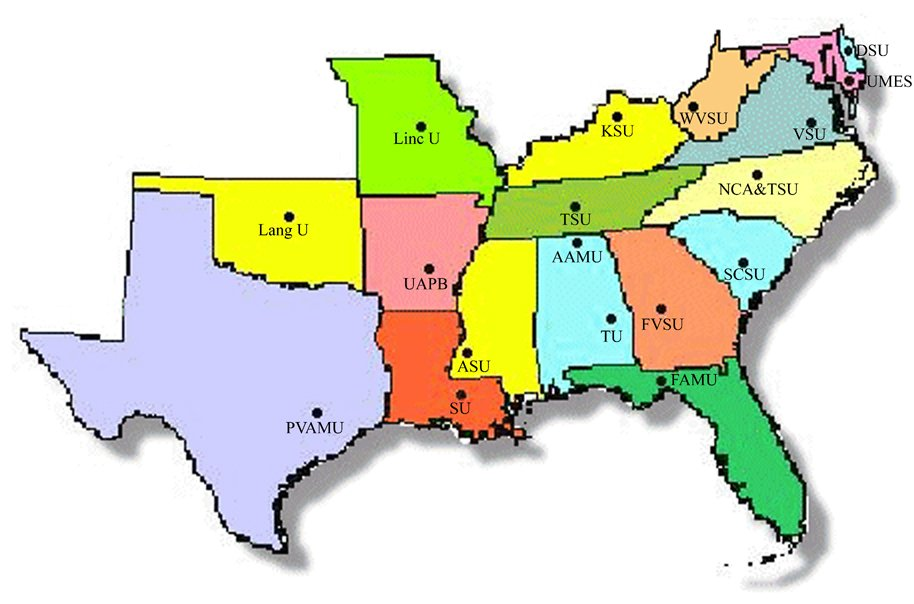 DSU
UMES
WVSU
KSU
VSU
Linc U
NCA&TSU
TSU
Lang U
AAMU
SCSU
UAPB
FVSU
TU
ASU
FAMU
SU
PVAMU